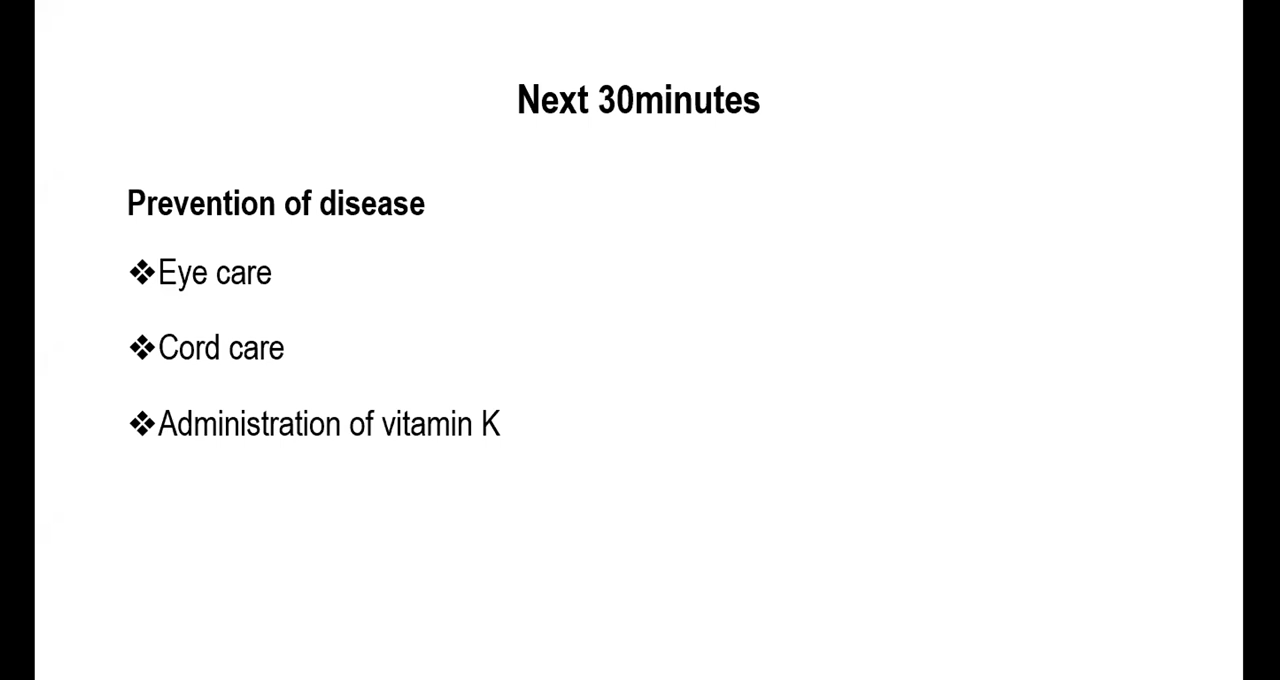 Next 30minutes
Prevention of disease
❖Eye care
❖Cord care
❖Administration of vitamin K